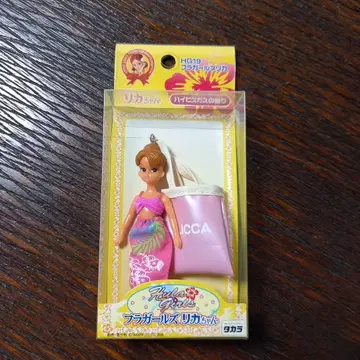 HG19
フラガールズリカ
リカちゃん
ハイビスカスの香り
JCCA
Hula Girls
フラガールズ リカちゃん
タカラ